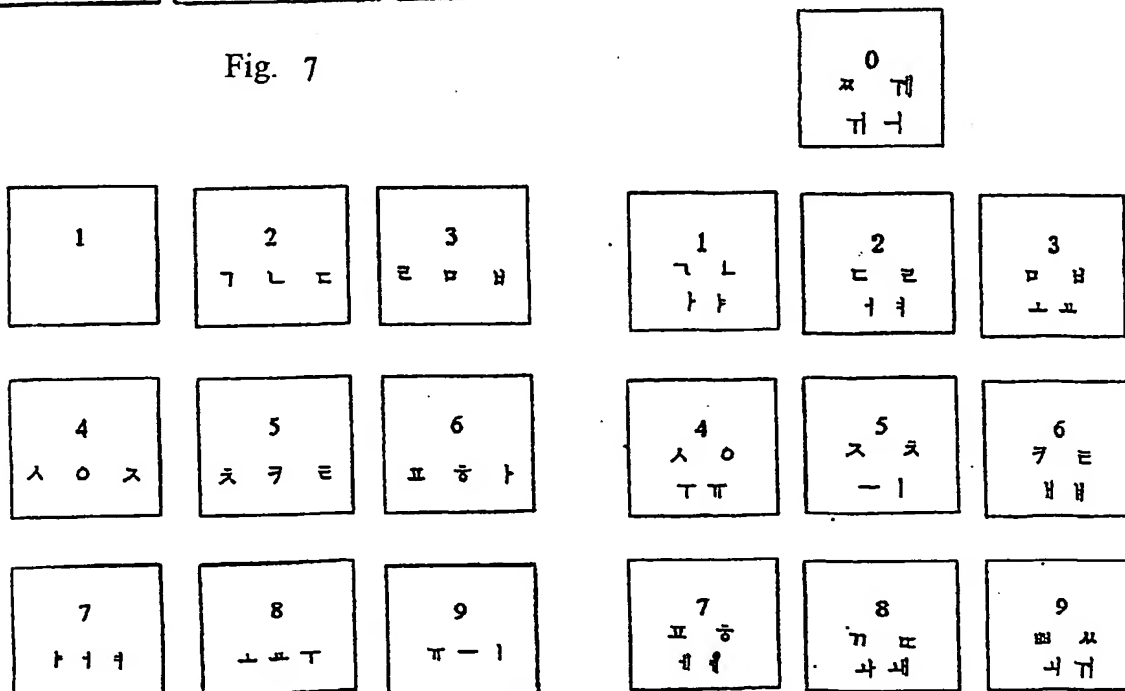 Fig. 7
0
ㅉ ㅞ
ㅟ ㅢ
1
2
ㄱ ㄴ ㄷ
3
ㄹ ㅁ ㅂ
1
ㄱ ㄴ
ㅏ ㅑ
2
ㄷ ㄹ
ㅓ ㅕ
3
ㅁ ㅂ
ㅗ ㅛ
4
ㅅ ㅇ ㅈ
5
ㅊ ㅋ ㅌ
6
ㅍ ㅎ ㅏ
4
ㅅ ㅇ
ㅜ ㅠ
5
ㅈ ㅊ
ㅡ ㅣ
6
ㅋ ㅌ
ㅐ ㅒ
7
ㅑ ㅓ ㅕ
8
ㅗ ㅛ ㅜ
9
ㅠ ㅡ ㅣ
7
ㅍ ㅎ
ㅔ ㅖ
8
ㄲ ㄸ
ㅘ ㅙ
9
ㅃ ㅆ
ㅚ ㅝ